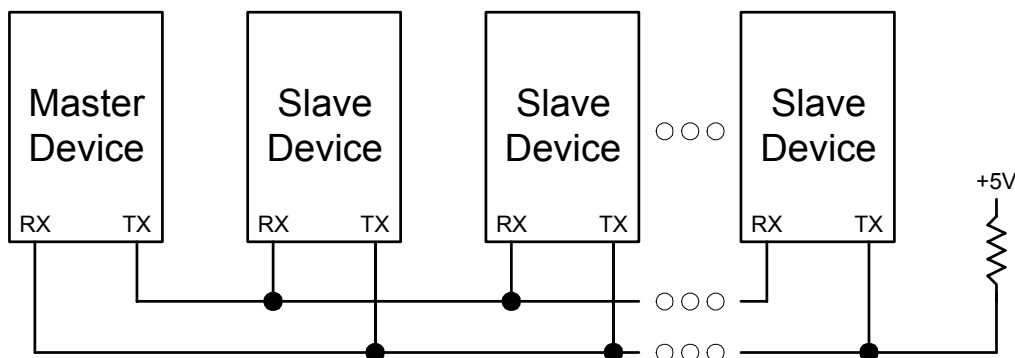 Master
Device
Slave
Device
Slave
Device
Slave
Device
+5V
RX TX
RX TX
RX TX
RX TX